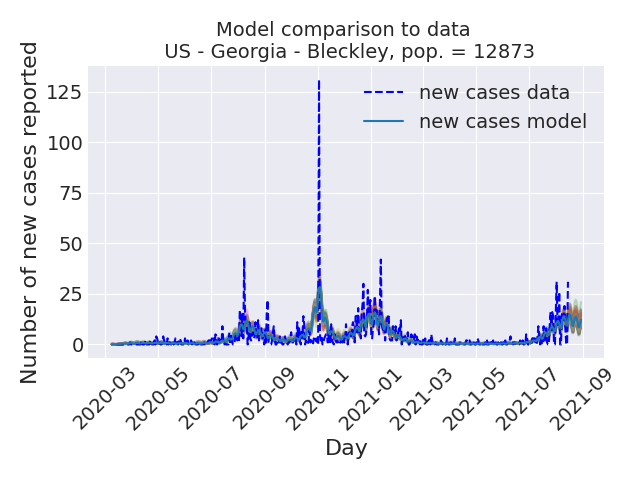 Model comparison to data
US - Georgia - Bleckley, pop. = 12873
Number of new cases reported
125
100
75
50
25
0
new cases data
new cases model
2020-03
2020-05
2020-07
2020-09
2020-11
2021-01
2021-03
2021-05
2021-07
2021-09
Day